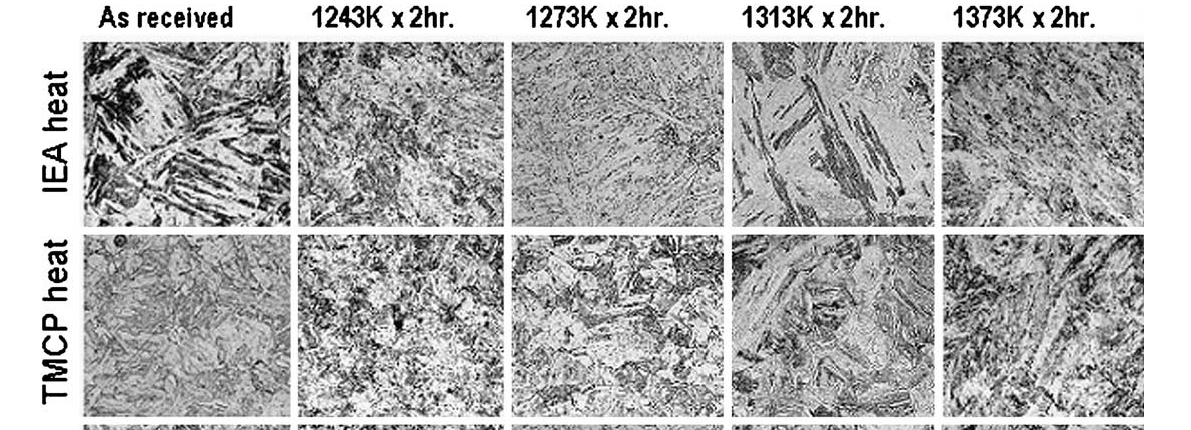 As received 1243K x 2hr. 1273K x 2hr. 1313K x 2hr. 1373K x 2hr.
IEA heat
TMCP heat